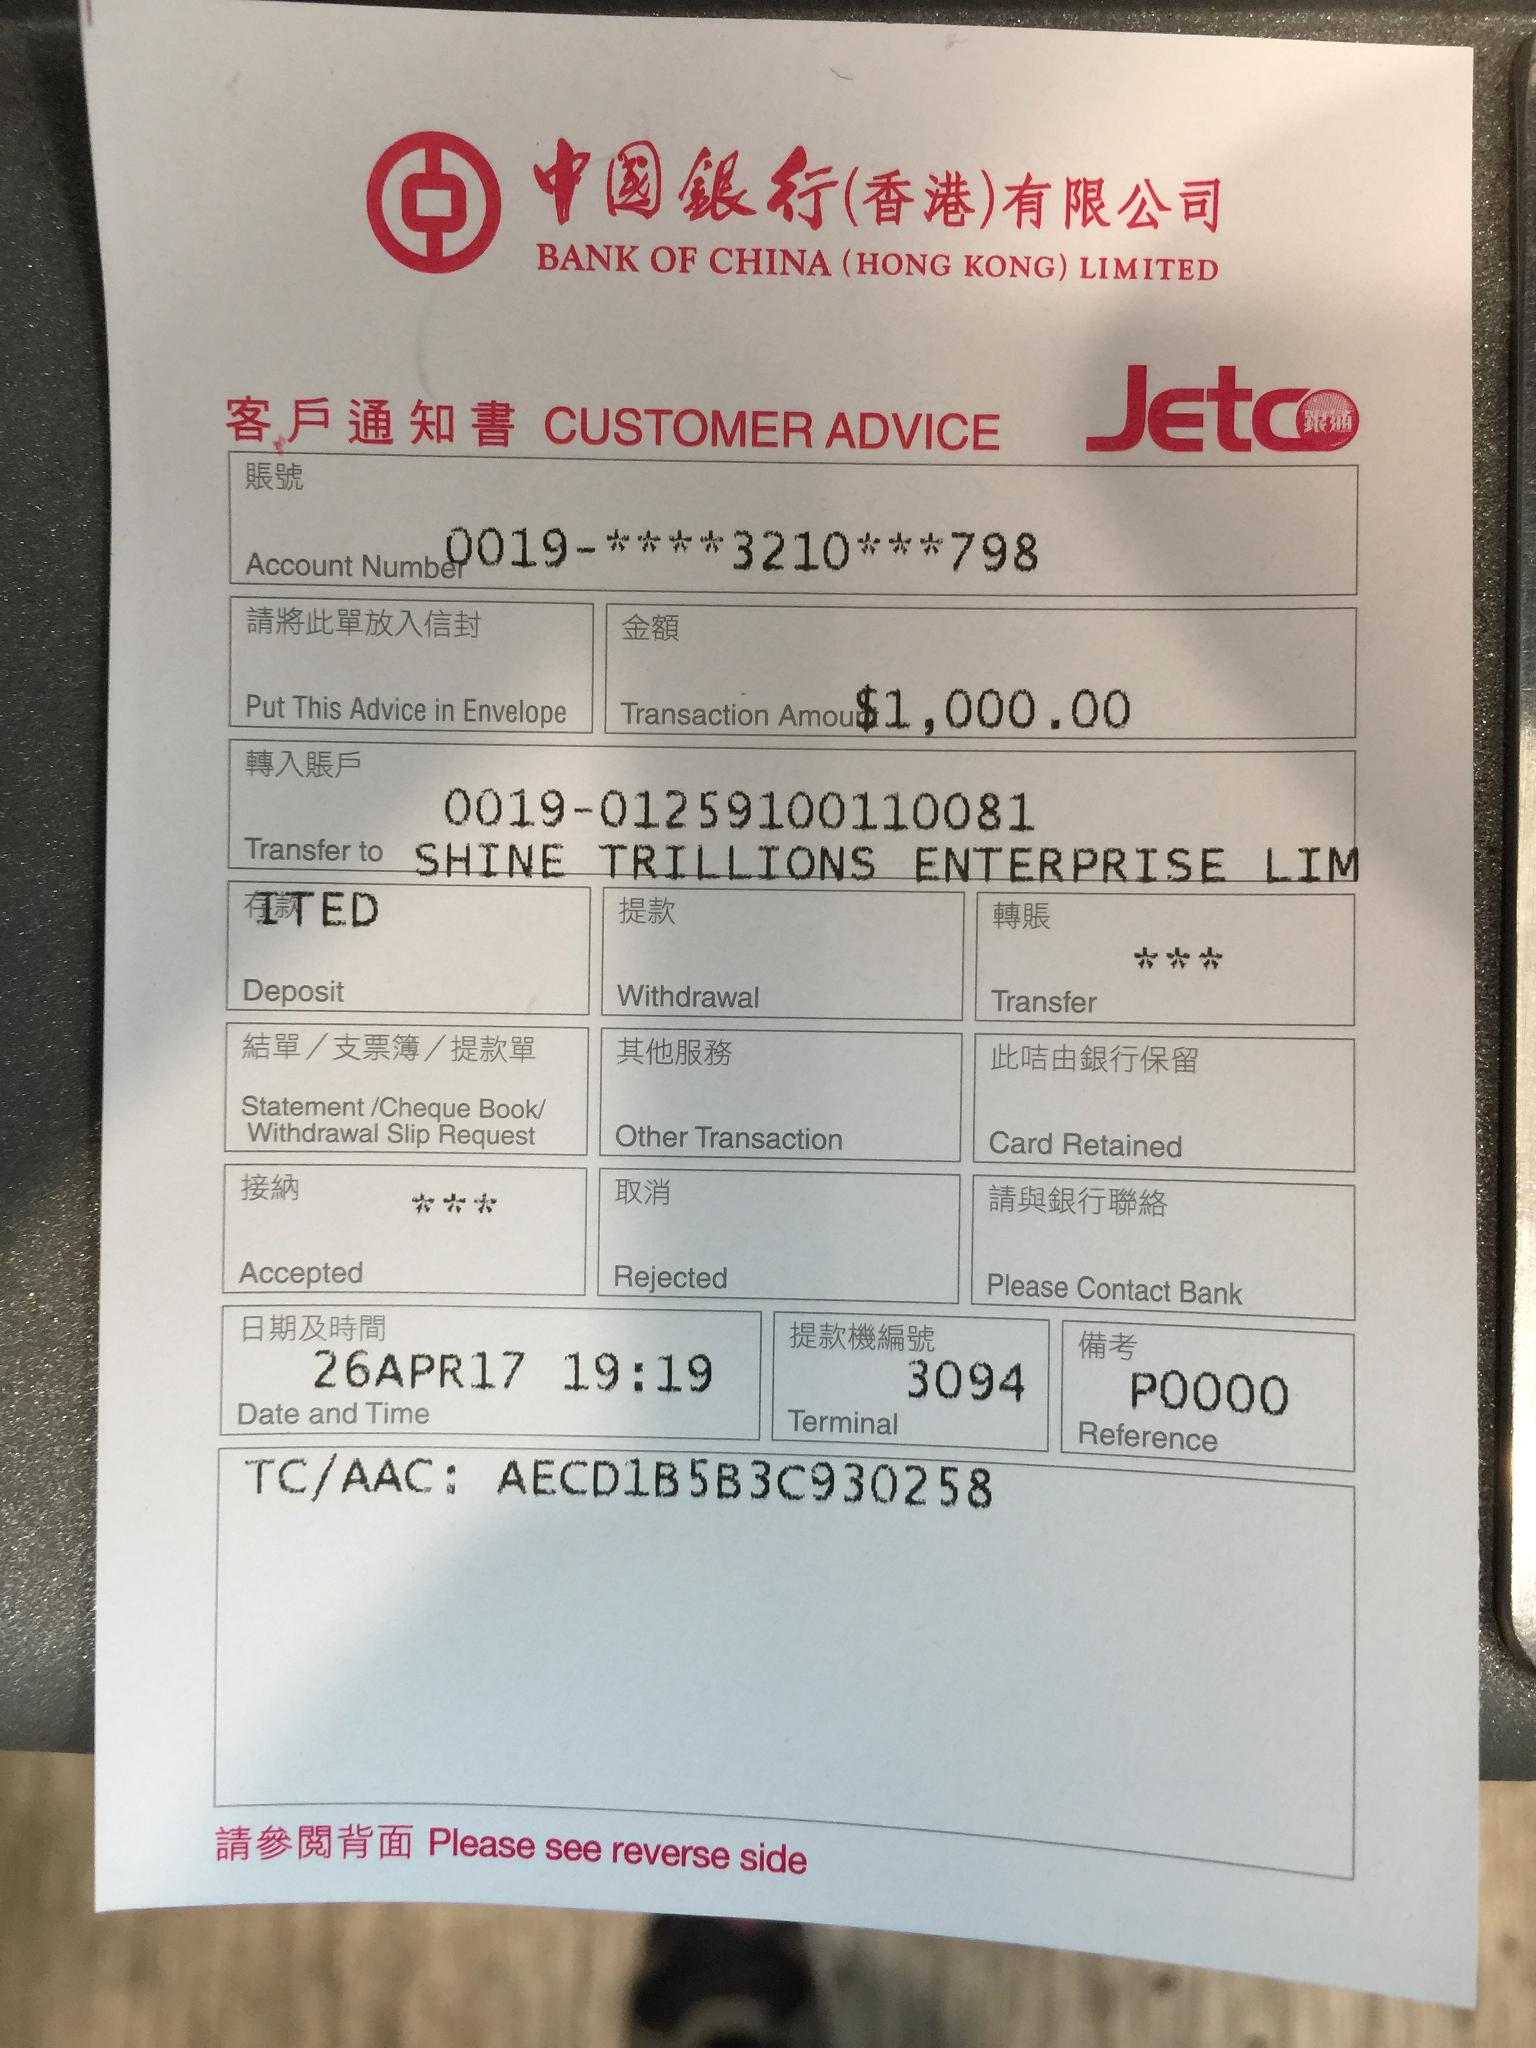 中國銀行(香港)有限公司
BANK OF CHINA (HONG KONG) LIMITED
Jetco 銀通
客戶通知書 CUSTOMER ADVICE
賬號
Account Number 0019-****3210***798
請將此單放入信封
Put This Advice in Envelope
金額
Transaction Amount $1,000.00
轉入賬戶
0019-01259100110081
Transfer to SHINE TRILLIONS ENTERPRISE LIM
ITED
存款
Deposit
提款
Withdrawal
轉賬
***
Transfer
結單／支票簿／提款單
Statement /Cheque Book/
Withdrawal Slip Request
其他服務
Other Transaction
此咭由銀行保留
Card Retained
接納
***
Accepted
取消
Rejected
請與銀行聯絡
Please Contact Bank
日期及時間
26APR17 19:19
Date and Time
提款機編號
3094
Terminal
備考
P0000
Reference
TC/AAC: AECD1B5B3C930258
請參閱背面 Please see reverse side